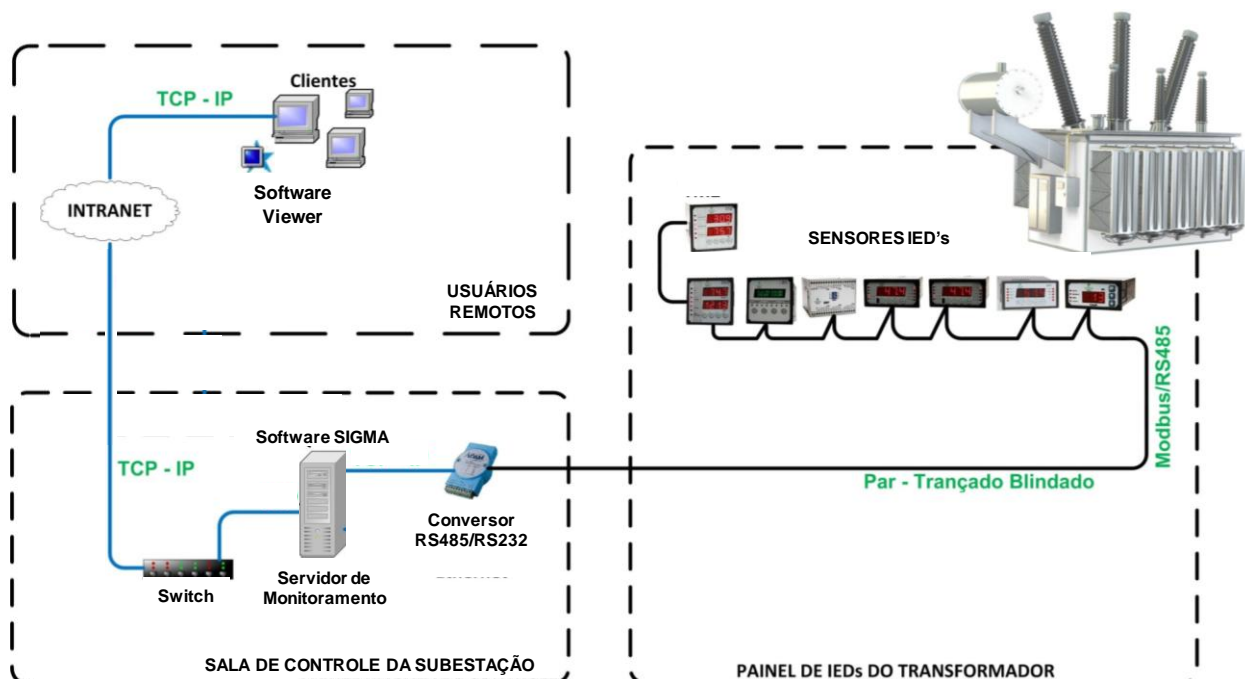 Clientes
TCP - IP
Software
Viewer
INTRANET
USUÁRIOS
REMOTOS
SENSORES IED's
Modbus/RS485
Par - Trançado Blindado
Software SIGMA
TCP - IP
Conversor
RS485/RS232
Servidor de
Monitoramento
Switch
SALA DE CONTROLE DA SUBESTAÇÃO
PAINEL DE IEDs DO TRANSFORMADOR